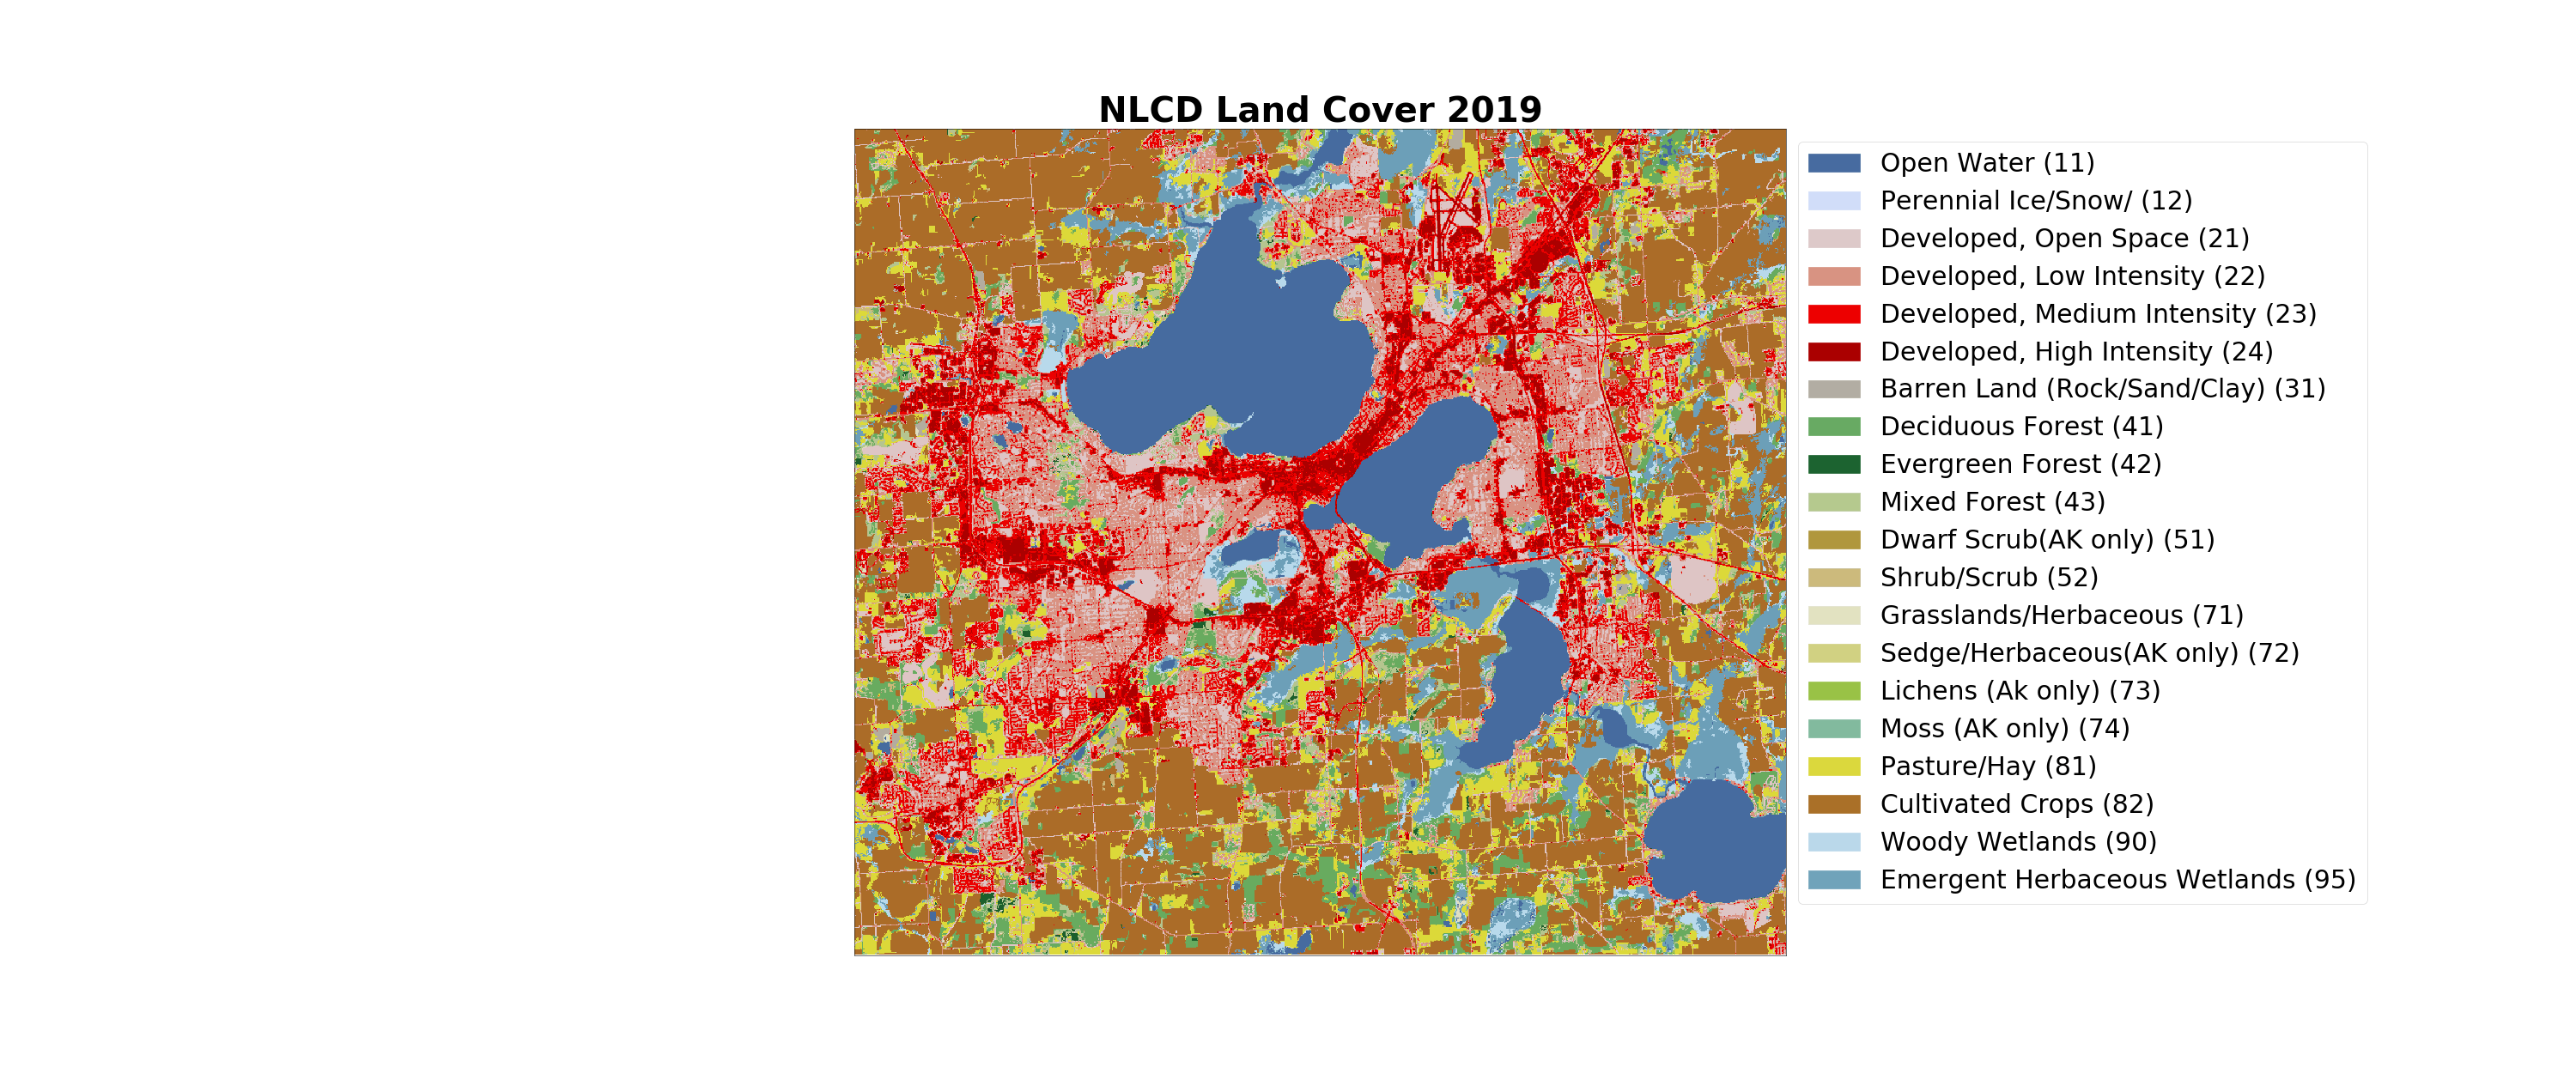 NLCD Land Cover 2019
Open Water (11)
Perennial Ice/Snow/ (12)
Developed, Open Space (21)
Developed, Low Intensity (22)
Developed, Medium Intensity (23)
Developed, High Intensity (24)
Barren Land (Rock/Sand/Clay) (31)
Deciduous Forest (41)
Evergreen Forest (42)
Mixed Forest (43)
Dwarf Scrub(AK only) (51)
Shrub/Scrub (52)
Grasslands/Herbaceous (71)
Sedge/Herbaceous(AK only) (72)
Lichens (Ak only) (73)
Moss (AK only) (74)
Pasture/Hay (81)
Cultivated Crops (82)
Woody Wetlands (90)
Emergent Herbaceous Wetlands (95)